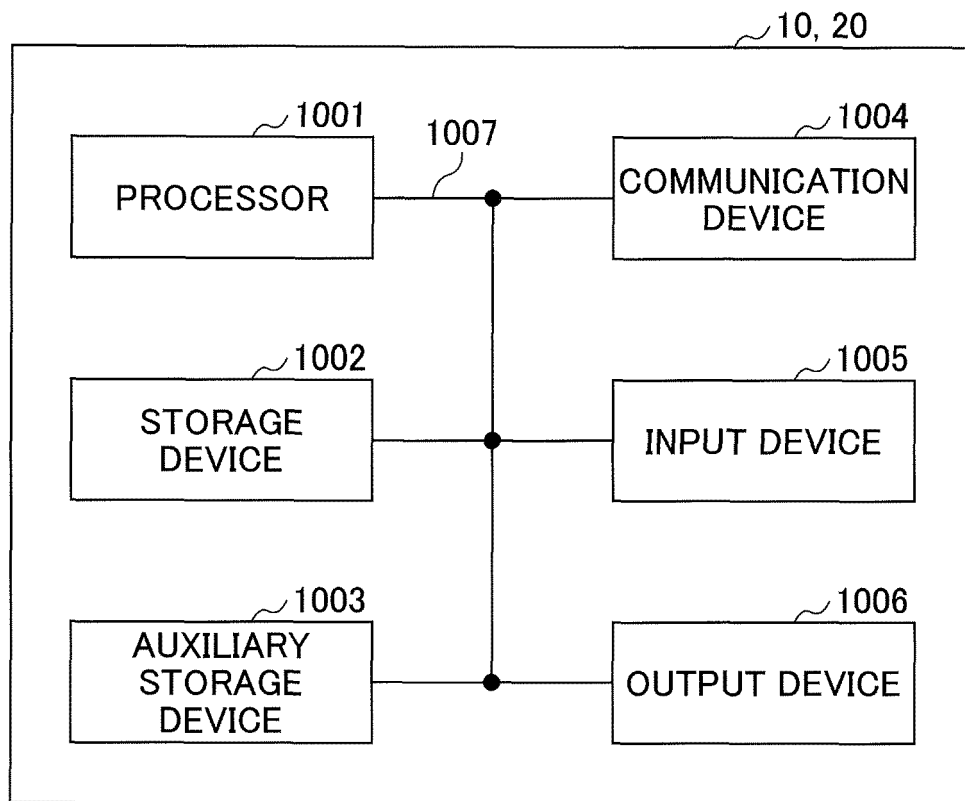 10, 20
1001
PROCESSOR
1007
1004
COMMUNICATION
DEVICE
1002
STORAGE
DEVICE
1005
INPUT DEVICE
1003
AUXILIARY
STORAGE
DEVICE
1006
OUTPUT DEVICE